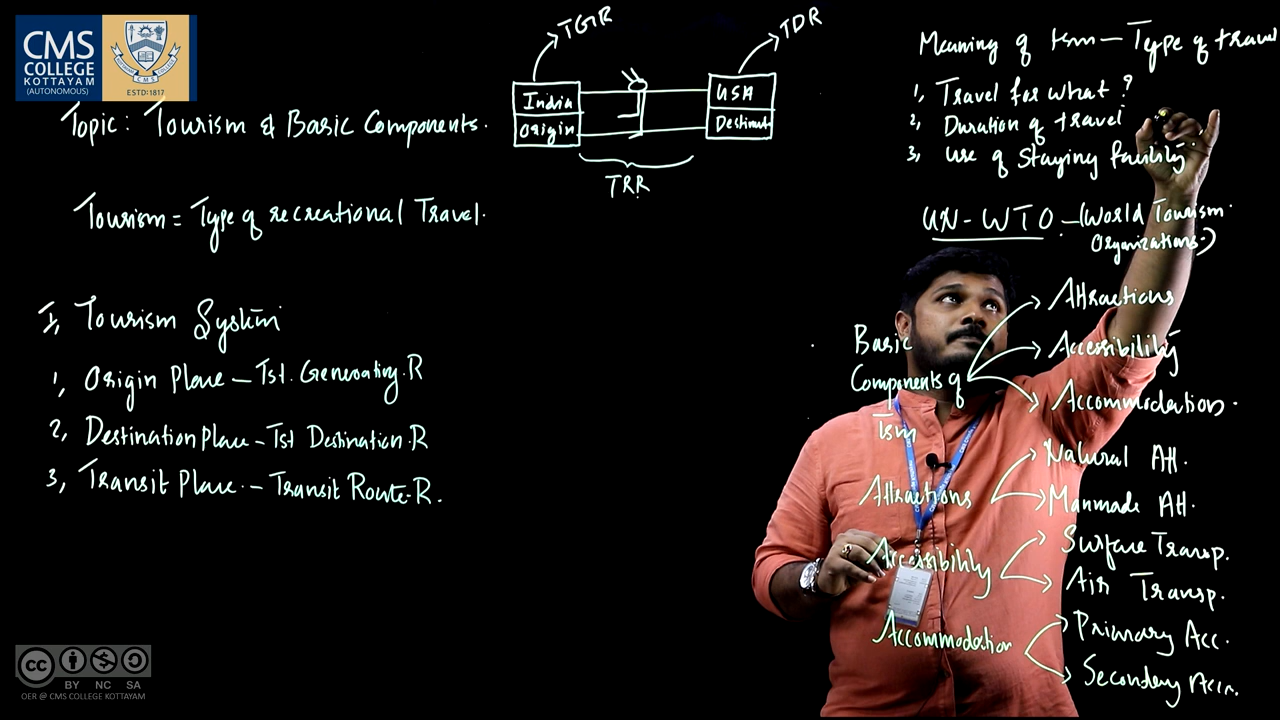 CMS
COLLEGE
KOTTAYAM
(AUTONOMOUS)
ESTD:1817
Topic: Tourism & Basic Components.
Tourism = Type of recreational Travel.
I, Tourism System
1, Origin Place – Tst. Generating. R
2, Destination Place – Tst Destination. R
3, Transit Place. – Transit Route. R.
TGR
TDR
India
Origin
USA
Destinat
TRR
Meaning of tsm – Type of travel
1, Travel for what?
2, Duration of travel
3, Use of Staying facility.
UN-WTO – (World Tourism
Organizations.)
Basic
Components of
Tsm
Attractions
Accessibility
Accommodations.
Attractions
Natural Att.
Manmade Att.
Accessibility
Surface Transp.
Air Transp.
Accommodation
Primary Acc.
Secondary Acc.
CC BY NC SA
OER @ CMS COLLEGE KOTTAYAM